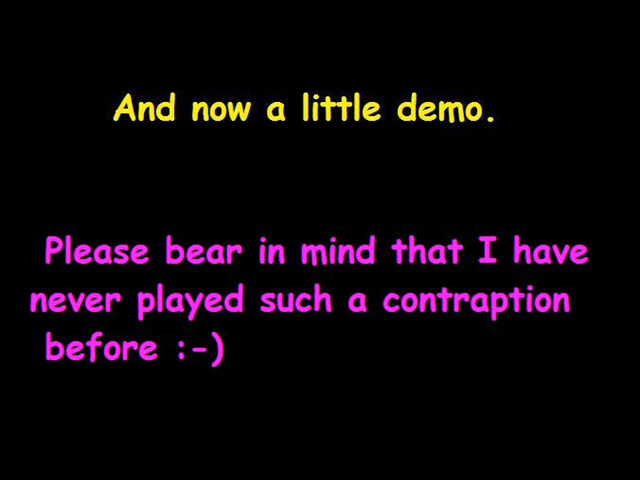 And now a little demo.
Please bear in mind that I have
never played such a contraption
before :-)